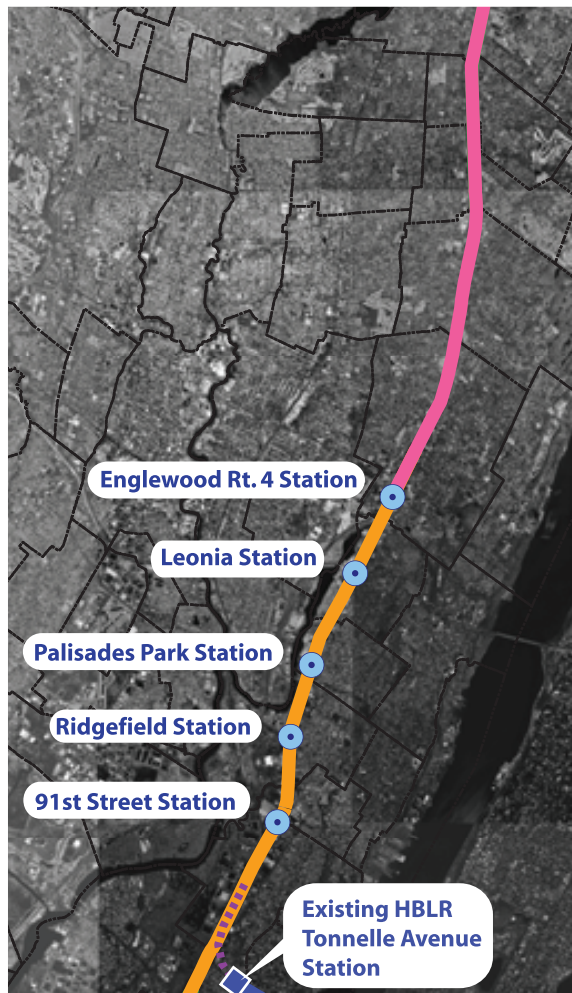 Englewood Rt. 4 Station
Leonia Station
Palisades Park Station
Ridgefield Station
91st Street Station
Existing HBLR
Tonnelle Avenue
Station